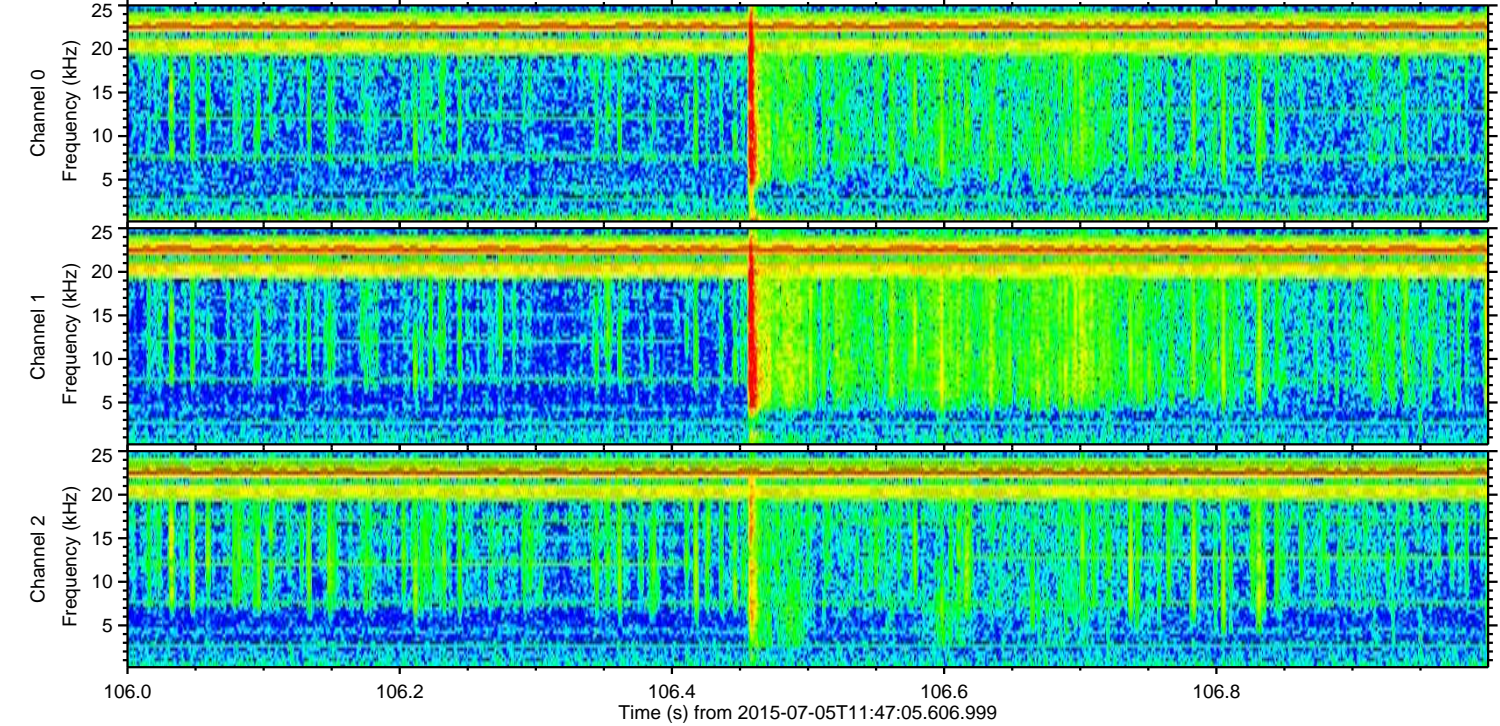 Channel 0
Frequency (kHz)
25
20
15
10
5
Channel 1
Frequency (kHz)
25
20
15
10
5
Channel 2
Frequency (kHz)
25
20
15
10
5
106.0 106.2 106.4 106.6 106.8
Time (s) from 2015-07-05T11:47:05.606.999